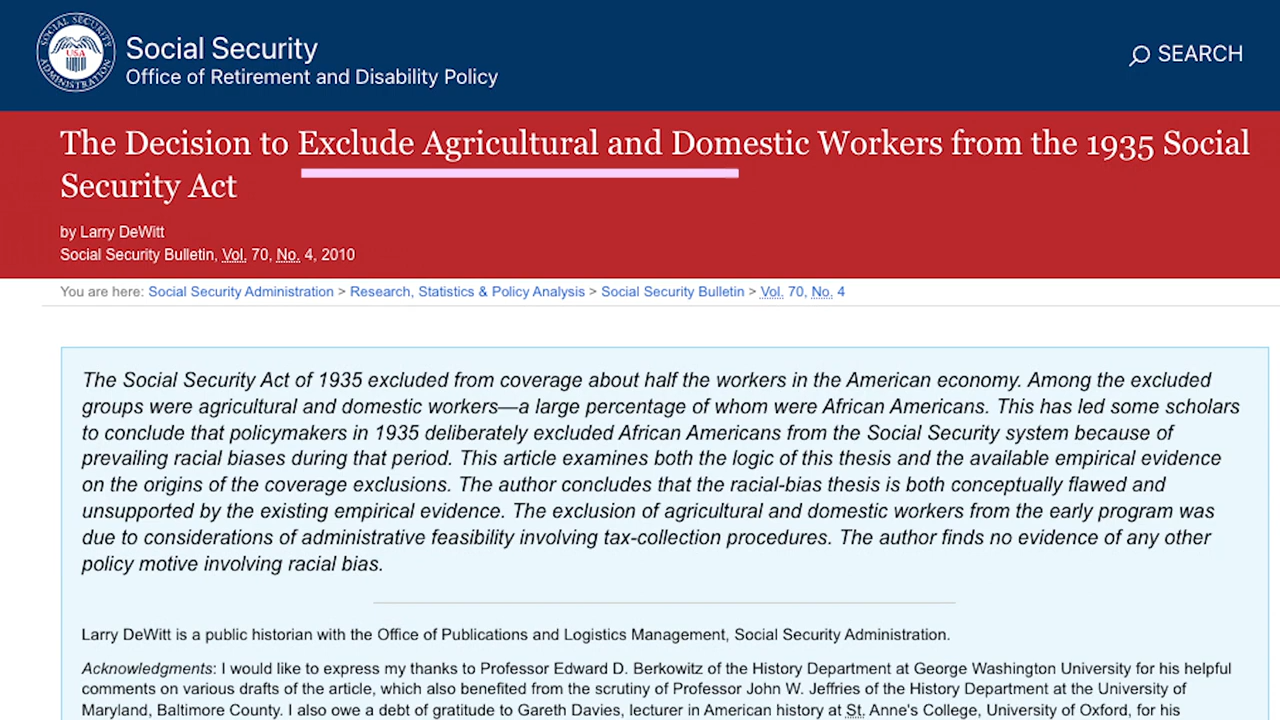 SOCIAL SECURITY ADMINISTRATION
USA
Social Security
Office of Retirement and Disability Policy
SEARCH
The Decision to Exclude Agricultural and Domestic Workers from the 1935 Social
Security Act
by Larry DeWitt
Social Security Bulletin, Vol. 70, No. 4, 2010
You are here: Social Security Administration > Research, Statistics & Policy Analysis > Social Security Bulletin > Vol. 70, No. 4
The Social Security Act of 1935 excluded from coverage about half the workers in the American economy. Among the excluded
groups were agricultural and domestic workers—a large percentage of whom were African Americans. This has led some scholars
to conclude that policymakers in 1935 deliberately excluded African Americans from the Social Security system because of
prevailing racial biases during that period. This article examines both the logic of this thesis and the available empirical evidence
on the origins of the coverage exclusions. The author concludes that the racial-bias thesis is both conceptually flawed and
unsupported by the existing empirical evidence. The exclusion of agricultural and domestic workers from the early program was
due to considerations of administrative feasibility involving tax-collection procedures. The author finds no evidence of any other
policy motive involving racial bias.
Larry DeWitt is a public historian with the Office of Publications and Logistics Management, Social Security Administration.
Acknowledgments: I would like to express my thanks to Professor Edward D. Berkowitz of the History Department at George Washington University for his helpful
comments on various drafts of the article, which also benefited from the scrutiny of Professor John W. Jeffries of the History Department at the University of
Maryland, Baltimore County. I also owe a debt of gratitude to Gareth Davies, lecturer in American history at St. Anne's College, University of Oxford, for his